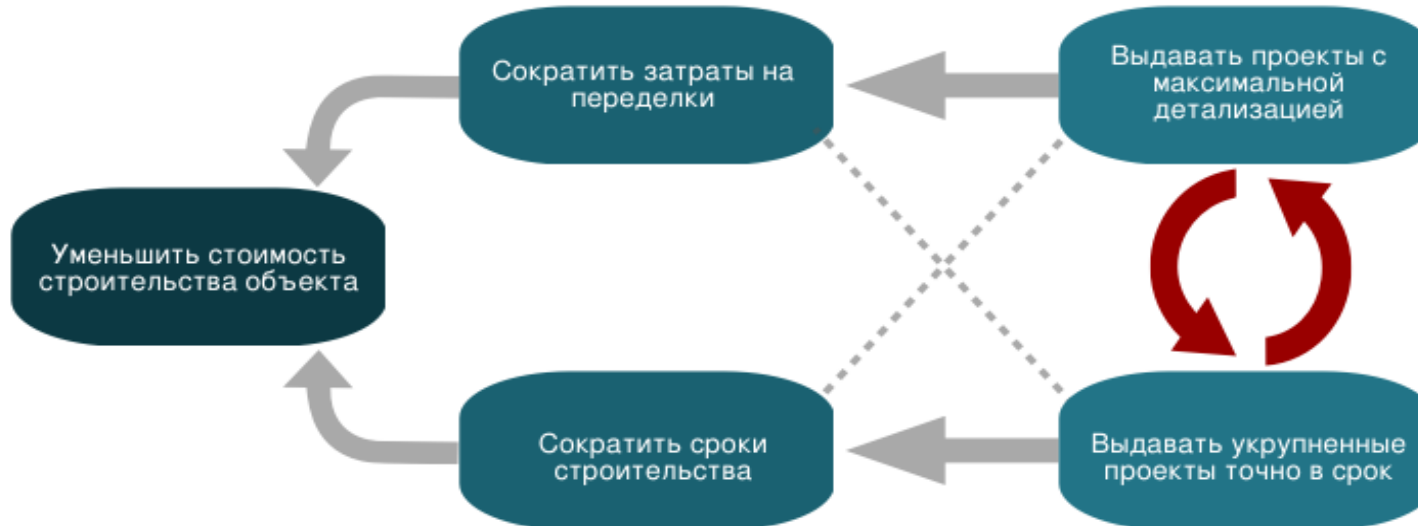 Сократить затраты на
переделки
Выдавать проекты с
максимальной
детализацией
Уменьшить стоимость
строительства объекта
Сократить сроки
строительства
Выдавать укрупненные
проекты точно в срок